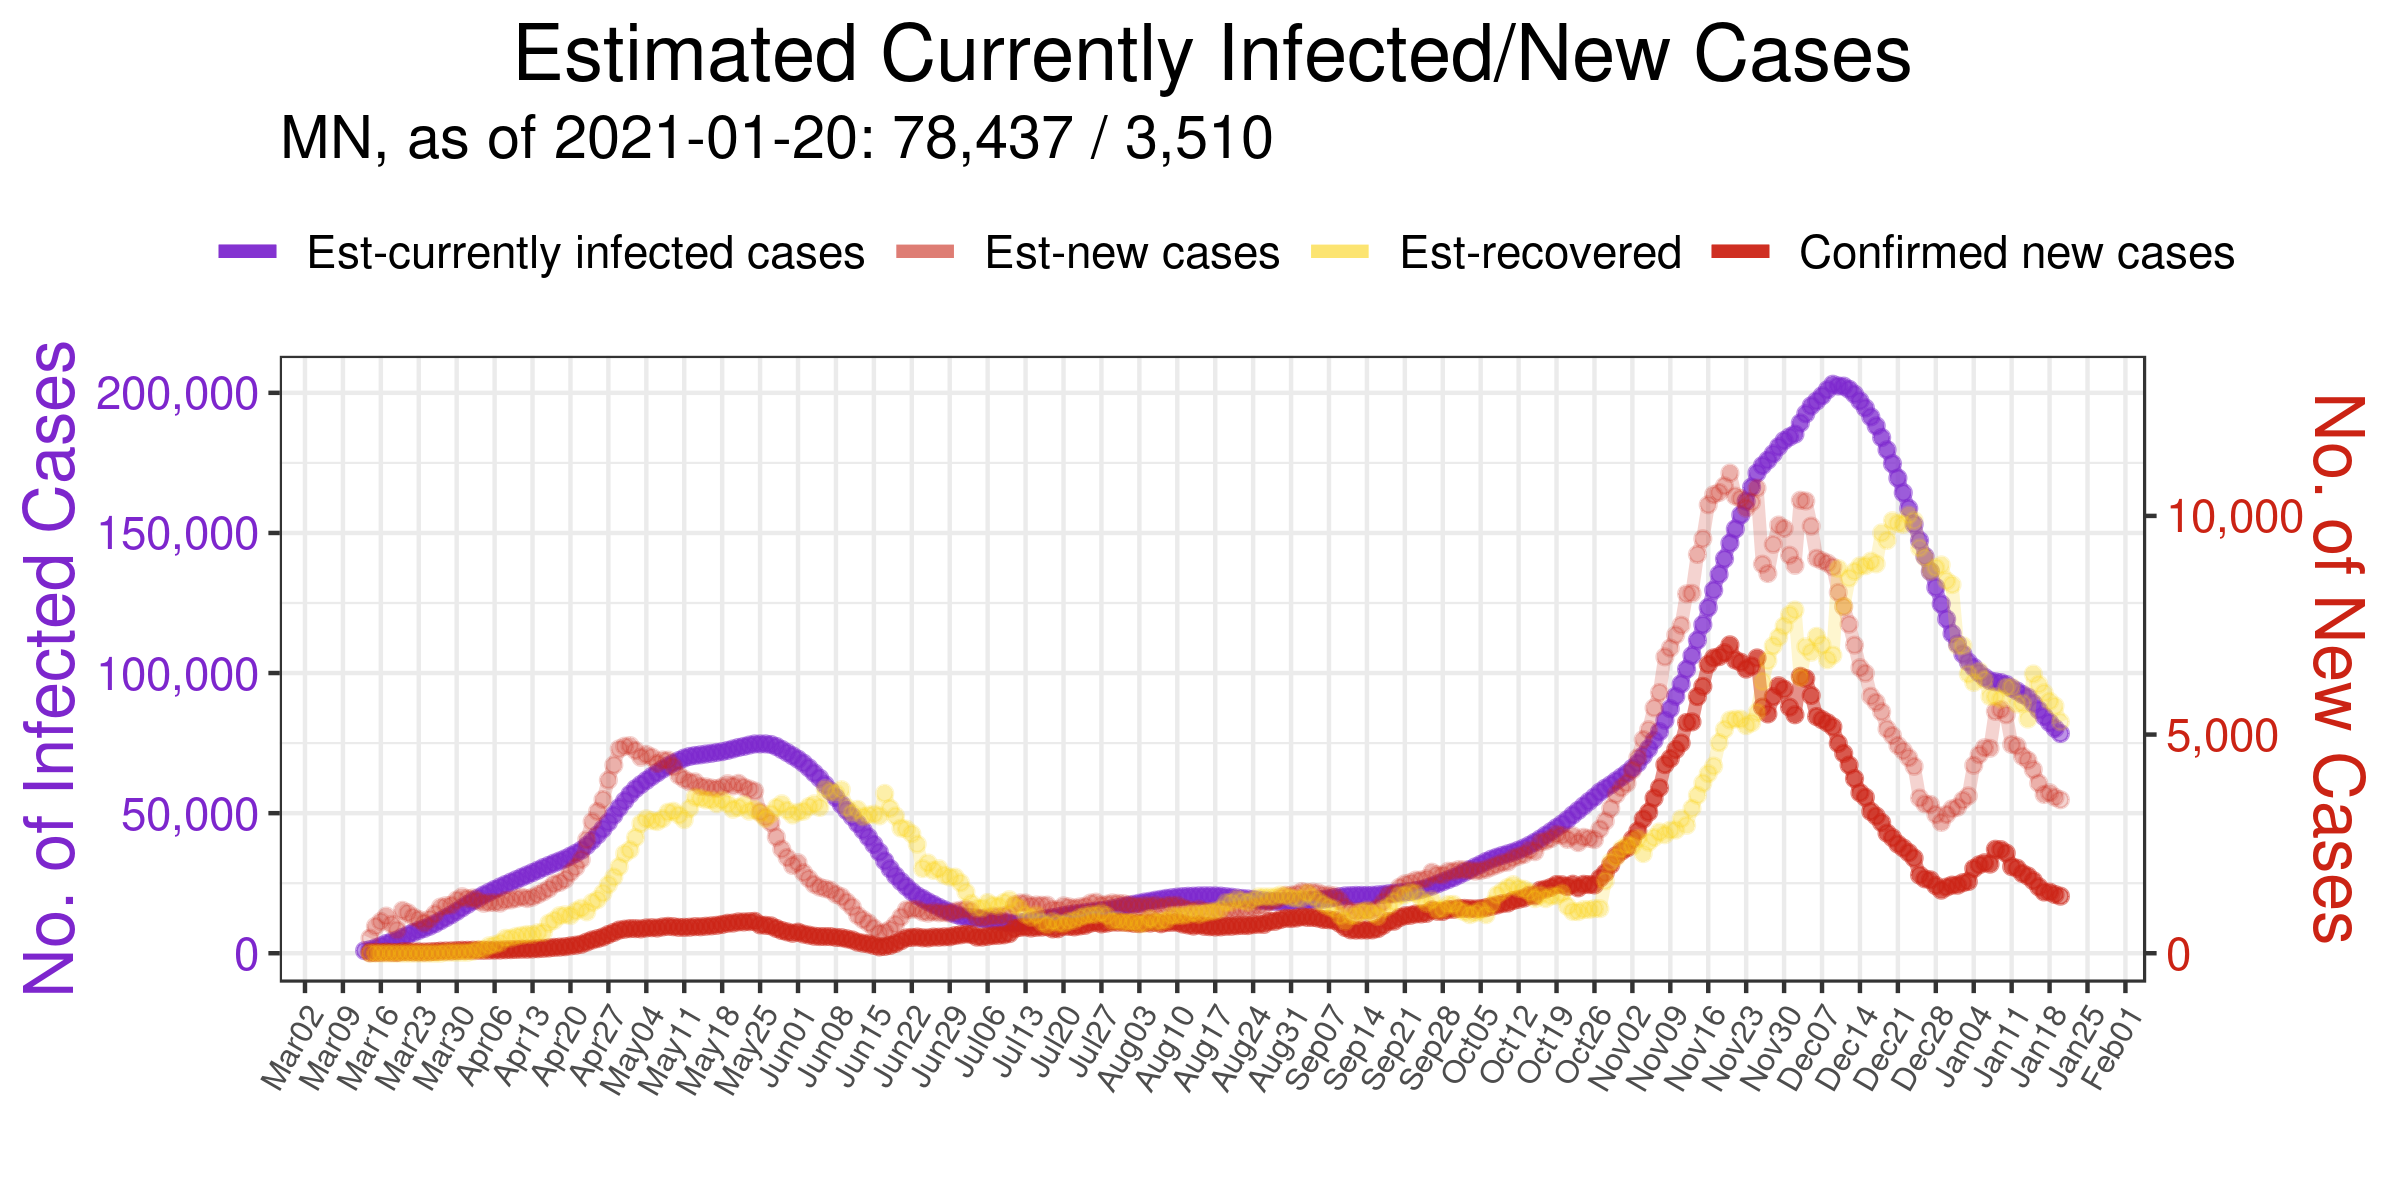 Estimated Currently Infected/New Cases
MN, as of 2021-01-20: 78,437 / 3,510
Est-currently infected cases Est-new cases Est-recovered Confirmed new cases
No. of Infected Cases
200,000
150,000
100,000
50,000
0
10,000
5,000
0
No. of New Cases
Mar02 Mar09 Mar16 Mar23 Mar30 Apr06 Apr13 Apr20 Apr27 May04 May11 May18 May25 Jun01 Jun08 Jun15 Jun22 Jun29 Jul06 Jul13 Jul20 Jul27 Aug03 Aug10 Aug17 Aug24 Aug31 Sep07 Sep14 Sep21 Sep28 Oct05 Oct12 Oct19 Oct26 Nov02 Nov09 Nov16 Nov23 Nov30 Dec07 Dec14 Dec21 Dec28 Jan04 Jan11 Jan18 Jan25 Feb01